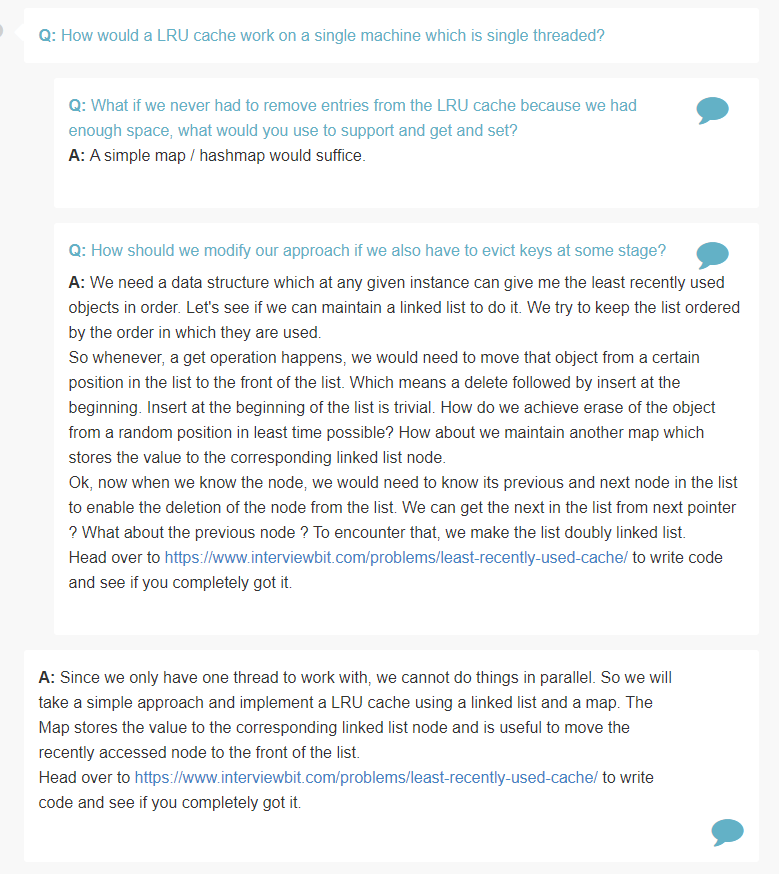 Q: How would a LRU cache work on a single machine which is single threaded?
Q: What if we never had to remove entries from the LRU cache because we had
enough space, what would you use to support and get and set?
A: A simple map / hashmap would suffice.
Q: How should we modify our approach if we also have to evict keys at some stage?
A: We need a data structure which at any given instance can give me the least recently used
objects in order. Let's see if we can maintain a linked list to do it. We try to keep the list ordered
by the order in which they are used.
So whenever, a get operation happens, we would need to move that object from a certain
position in the list to the front of the list. Which means a delete followed by insert at the
beginning. Insert at the beginning of the list is trivial. How do we achieve erase of the object
from a random position in least time possible? How about we maintain another map which
stores the value to the corresponding linked list node.
Ok, now when we know the node, we would need to know its previous and next node in the list
to enable the deletion of the node from the list. We can get the next in the list from next pointer
? What about the previous node ? To encounter that, we make the list doubly linked list.
Head over to https://www.interviewbit.com/problems/least-recently-used-cache/ to write code
and see if you completely got it.
A: Since we only have one thread to work with, we cannot do things in parallel. So we will
take a simple approach and implement a LRU cache using a linked list and a map. The
Map stores the value to the corresponding linked list node and is useful to move the
recently accessed node to the front of the list.
Head over to https://www.interviewbit.com/problems/least-recently-used-cache/ to write
code and see if you completely got it.